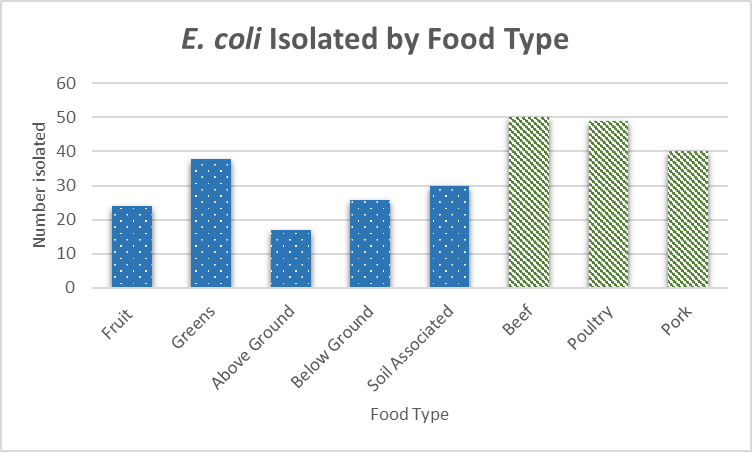 E. coli Isolated by Food Type
Number isolated
60
50
40
30
20
10
0
Fruit
Greens
Above Ground
Below Ground
Soil Associated
Beef
Poultry
Pork
Food Type